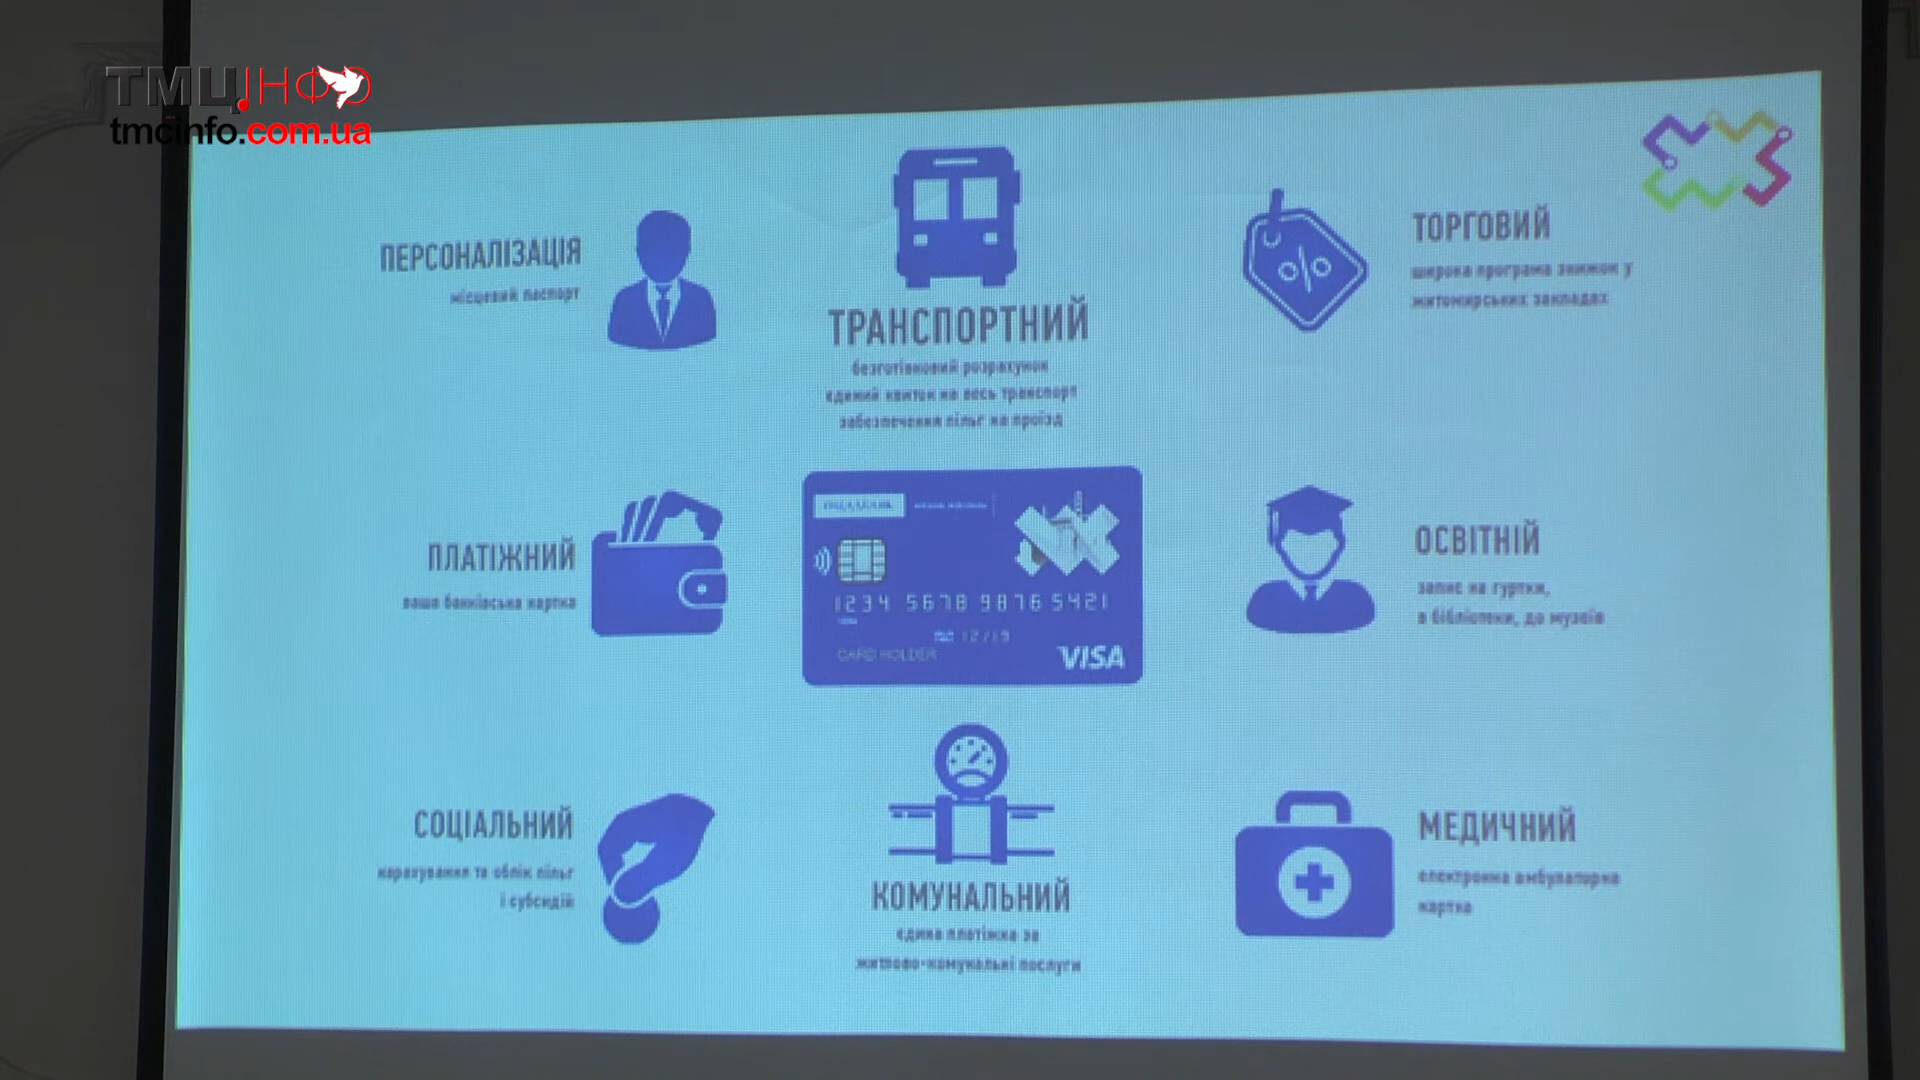 ТМЦ.ІНФО
tmcinfo.com.ua
ПЕРСОНАЛІЗАЦІЯ
місцевий паспорт
ТРАНСПОРТНИЙ
безготівковий розрахунок
єдиний квиток на весь транспорт
забезпечення пільг на проїзд
ТОРГОВИЙ
широка програма знижок у
житомирських закладах
ПЛАТІЖНИЙ
ваша банківська картка
1234 5678 9876 5421
12/19
CARD HOLDER
VISA
ОСВІТНІЙ
запис на гуртки,
в бібліотеки, до музеїв
СОЦІАЛЬНИЙ
нарахування та облік пільг
і субсидій
КОМУНАЛЬНИЙ
єдина платіжка за
житлово-комунальні послуги
МЕДИЧНИЙ
електронна амбулаторна
картка